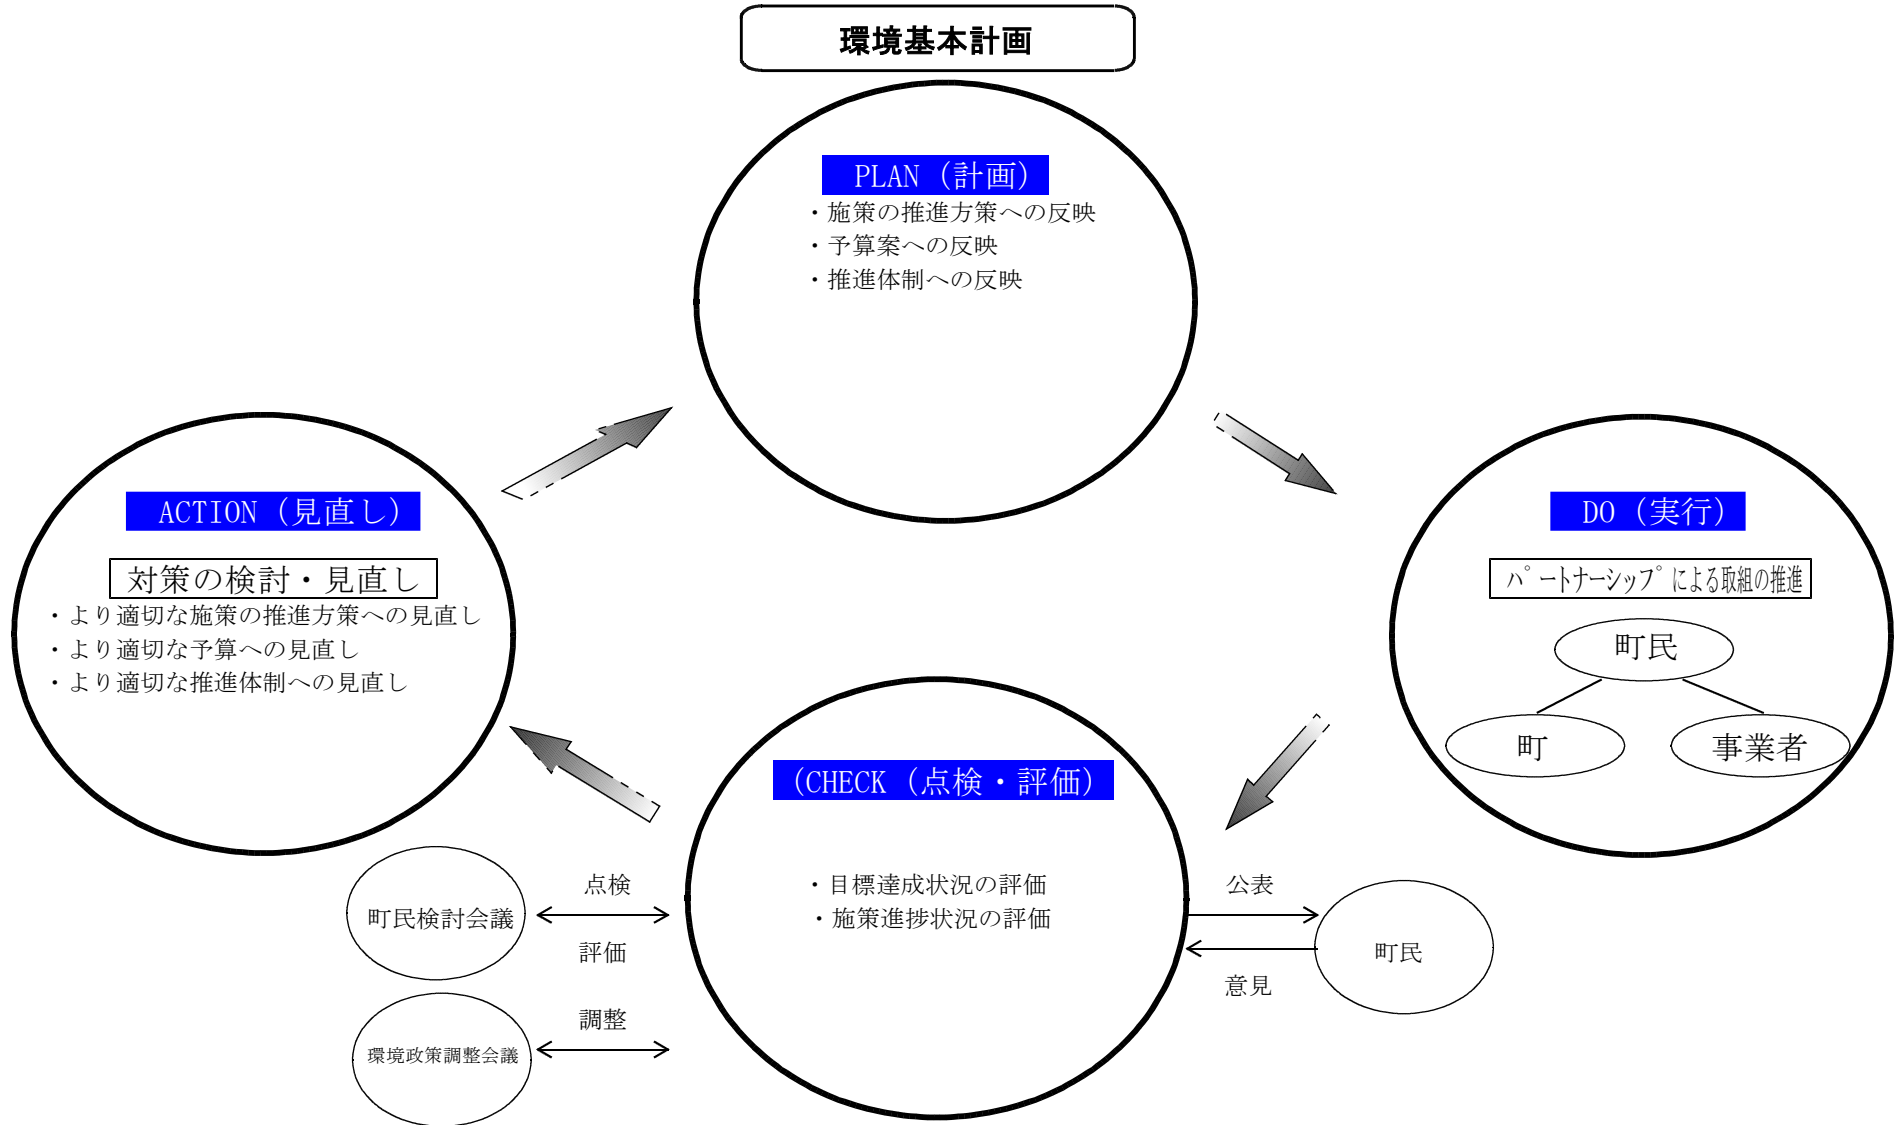 環境基本計画
PLAN（計画）
・施策の推進方策への反映
・予算案への反映
・推進体制への反映
ACTION（見直し）
対策の検討・見直し
・より適切な施策の推進方策への見直し
・より適切な予算への見直し
・より適切な推進体制への見直し
DO（実行）
ﾊﾟｰﾄﾅｰｼｯﾌﾟによる取組の推進
町民
町
事業者
(CHECK（点検・評価）
・目標達成状況の評価
・施策進捗状況の評価
点検
町民検討会議
評価
調整
環境政策調整会議
公表
町民
意見